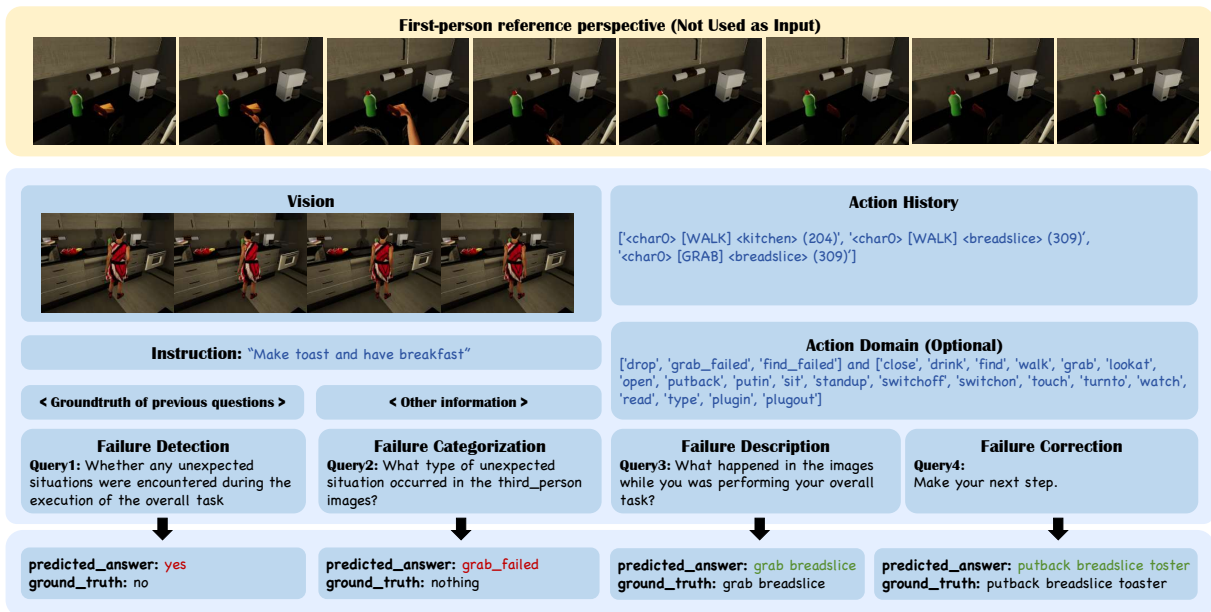 First-person reference perspective (Not Used as Input)
Vision
Action History
['<char0> [WALK] <kitchen> (204)', '<char0> [WALK] <breadslice> (309)',
'<char0> [GRAB] <breadslice> (309)']
Instruction: "Make toast and have breakfast"
Action Domain (Optional)
['drop', 'grab_failed', 'find_failed'] and ['close', 'drink', 'find', 'walk', 'grab', 'lookat',
'open', 'putback', 'putin', 'sit', 'standup', 'switchoff', 'switchon', 'touch', 'turnto', 'watch',
'read', 'type', 'plugin', 'plugout']
< Groundtruth of previous questions >
< Other information >
Failure Detection
Query1: Whether any unexpected
situations were encountered during the
execution of the overall task
Failure Categorization
Query2: What type of unexpected
situation occurred in the third_person
images?
Failure Description
Query3: What happened in the images
while you was performing your overall
task?
Failure Correction
Query4:
Make your next step.
predicted_answer: yes
ground_truth: no
predicted_answer: grab_failed
ground_truth: nothing
predicted_answer: grab breadslice
ground_truth: grab breadslice
predicted_answer: putback breadslice toster
ground_truth: putback breadslice toaster